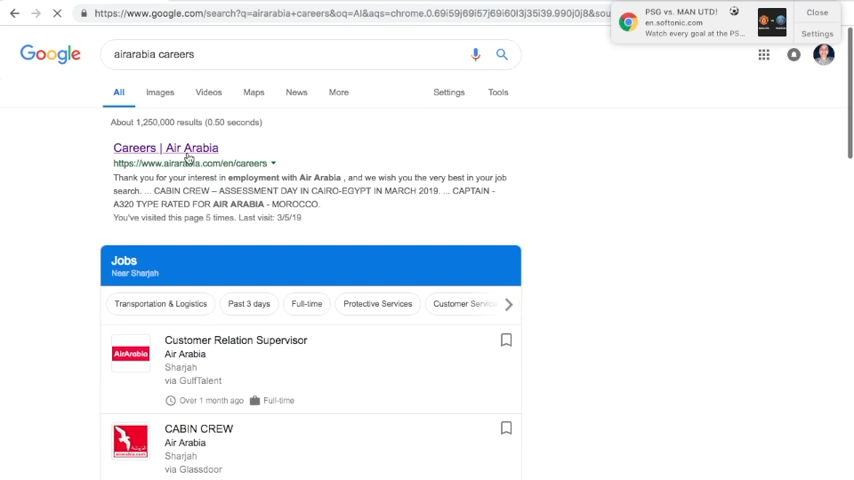 https://www.google.com/search?q=airarabia+careers&oq=AI&aqs=chrome.0.69i59j69i57j69i60l3j35i39.990j0j8&sou
PSG vs. MAN UTD! ⚽
en.softonic.com
Watch every goal at the PS...
Close
Settings
Google
airarabia careers
All Images Videos Maps News More Settings Tools
About 1,250,000 results (0.50 seconds)
Careers | Air Arabia
https://www.airarabia.com/en/careers
Thank you for your interest in employment with Air Arabia , and we wish you the very best in your job
search. ... CABIN CREW – ASSESSMENT DAY IN CAIRO-EGYPT IN MARCH 2019. ... CAPTAIN -
A320 TYPE RATED FOR AIR ARABIA - MOROCCO.
You've visited this page 5 times. Last visit: 3/5/19
Jobs
Near Sharjah
Transportation & Logistics Past 3 days Full-time Protective Services Customer Servic
AirArabia
Customer Relation Supervisor
Air Arabia
Sharjah
via GulfTalent
Over 1 month ago Full-time
CABIN CREW
Air Arabia
Sharjah
via Glassdoor